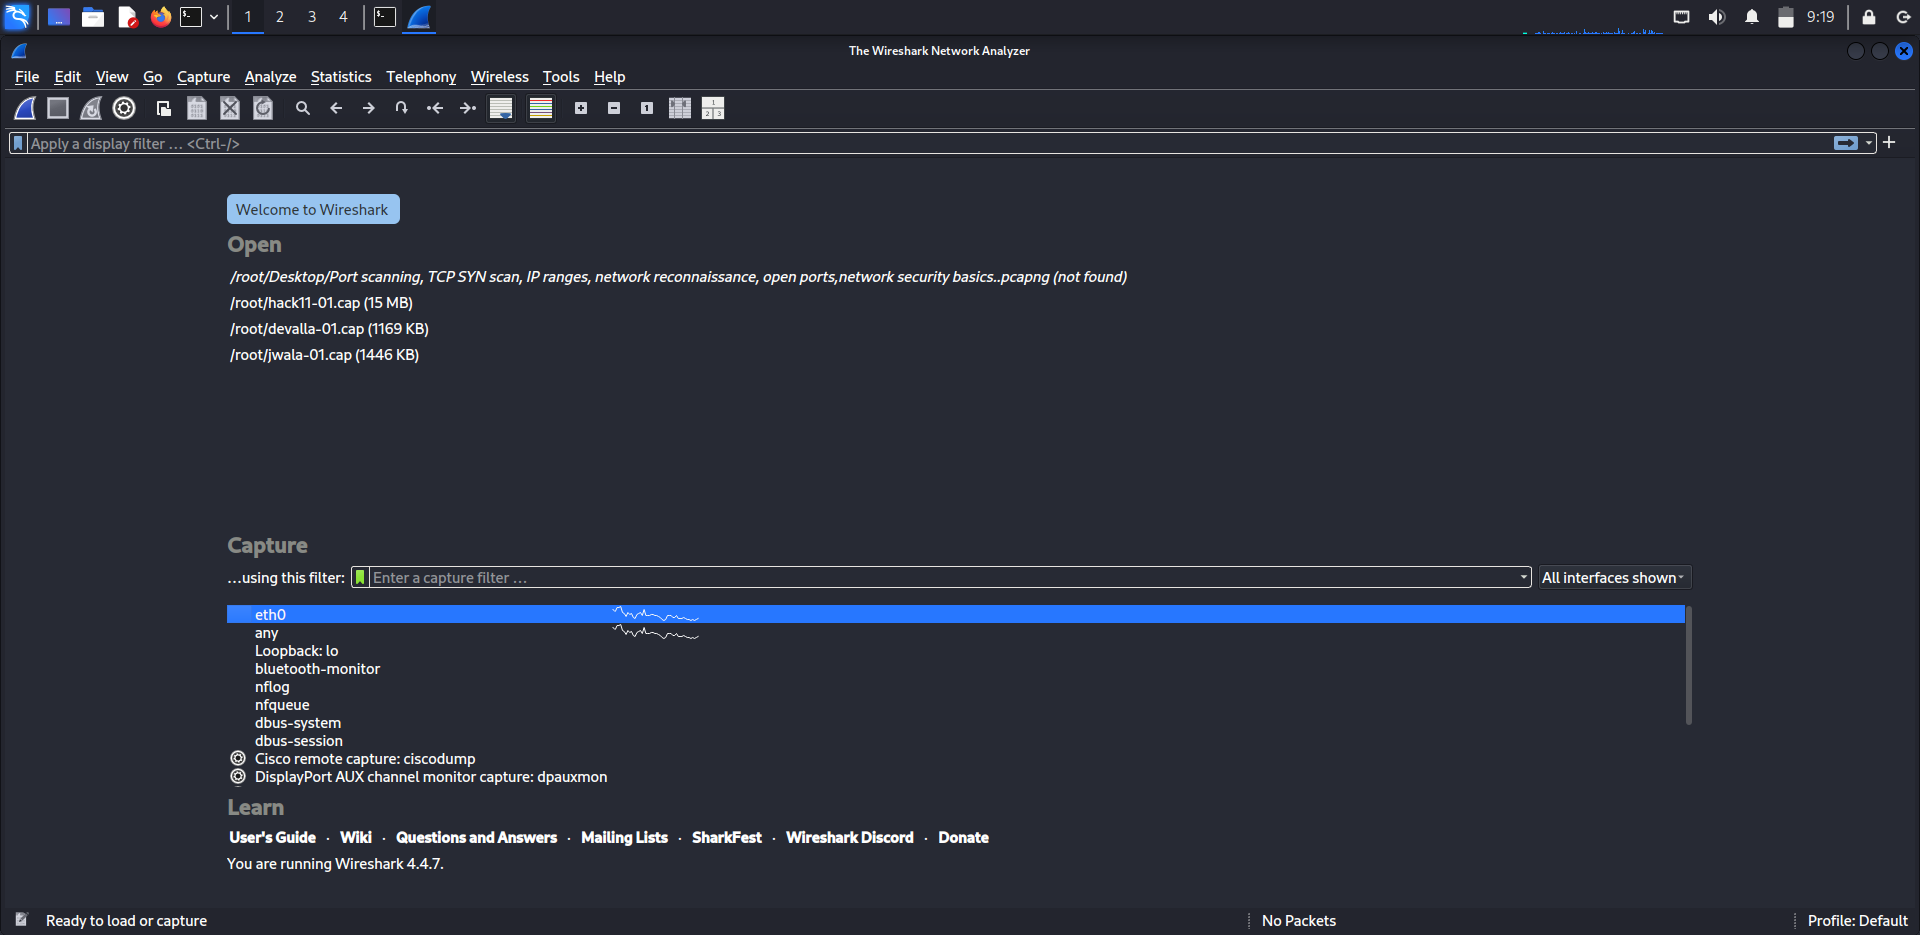 1 2 3 4 9:19
The Wireshark Network Analyzer
File Edit View Go Capture Analyze Statistics Telephony Wireless Tools Help
Apply a display filter … <Ctrl-/>
Welcome to Wireshark
Open
/root/Desktop/Port scanning, TCP SYN scan, IP ranges, network reconnaissance, open ports,network security basics..pcapng (not found)
/root/hack11-01.cap (15 MB)
/root/devalla-01.cap (1169 KB)
/root/jwala-01.cap (1446 KB)
Capture
…using this filter: Enter a capture filter … All interfaces shown
eth0
any
Loopback: lo
bluetooth-monitor
nflog
nfqueue
dbus-system
dbus-session
Cisco remote capture: ciscodump
DisplayPort AUX channel monitor capture: dpauxmon
Learn
User's Guide · Wiki · Questions and Answers · Mailing Lists · SharkFest · Wireshark Discord · Donate
You are running Wireshark 4.4.7.
Ready to load or capture No Packets Profile: Default